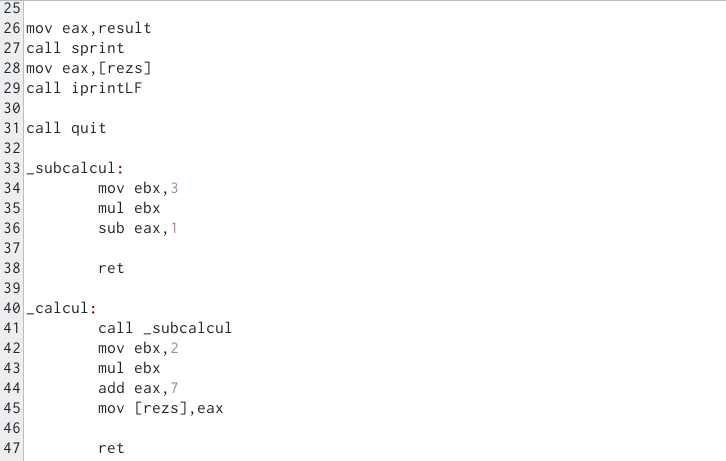 25
26 mov eax,result
27 call sprint
28 mov eax,[rezs]
29 call iprintLF
30
31 call quit
32
33 _subcalcul:
34         mov ebx,3
35         mul ebx
36         sub eax,1
37
38         ret
39
40 _calcul:
41         call _subcalcul
42         mov ebx,2
43         mul ebx
44         add eax,7
45         mov [rezs],eax
46
47         ret